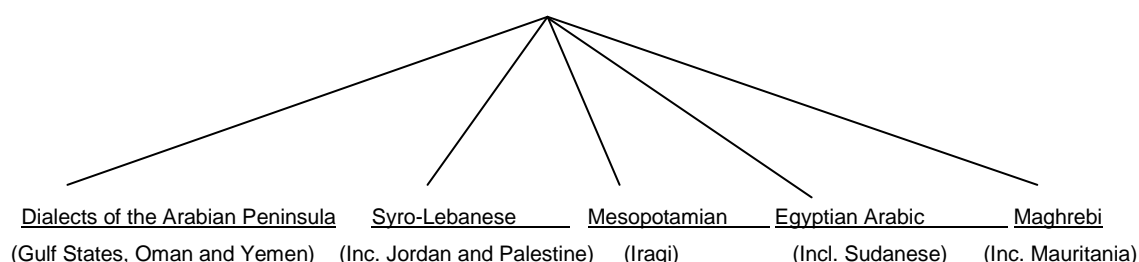 Dialects of the Arabian Peninsula Syro-Lebanese Mesopotamian Egyptian Arabic Maghrebi
(Gulf States, Oman and Yemen) (Inc. Jordan and Palestine) (Iraqi) (Incl. Sudanese) (Inc. Mauritania)